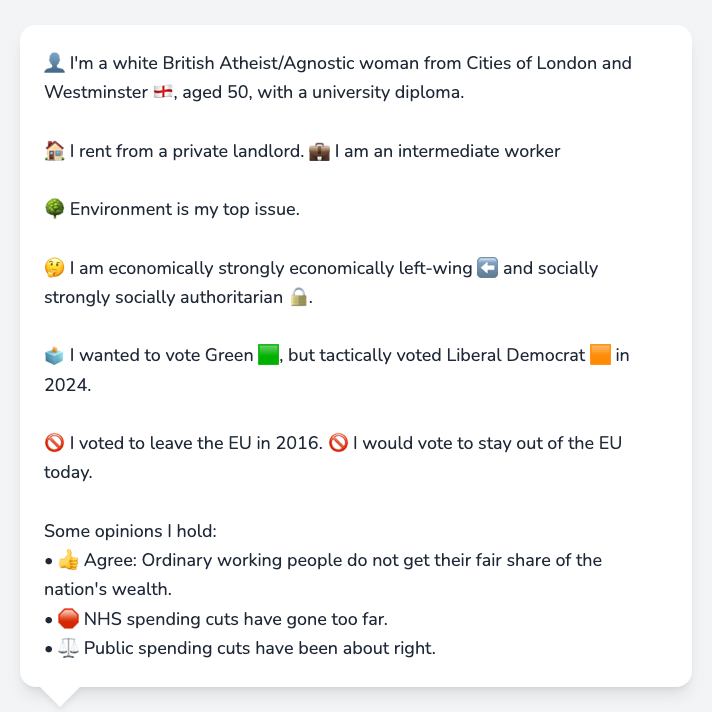 👤 I'm a white British Atheist/Agnostic woman from Cities of London and
Westminster 🏴󠁧󠁢󠁥󠁮󠁧󠁿, aged 50, with a university diploma.
🏠 I rent from a private landlord. 💼 I am an intermediate worker
🌳 Environment is my top issue.
🤔 I am economically strongly economically left-wing ⬅️ and socially
strongly socially authoritarian 🔒.
🗳️ I wanted to vote Green 🟩, but tactically voted Liberal Democrat 🟧 in
2024.
🚫 I voted to leave the EU in 2016. 🚫 I would vote to stay out of the EU
today.
Some opinions I hold:
• 👍 Agree: Ordinary working people do not get their fair share of the
nation's wealth.
• 🛑 NHS spending cuts have gone too far.
• ⚖️ Public spending cuts have been about right.